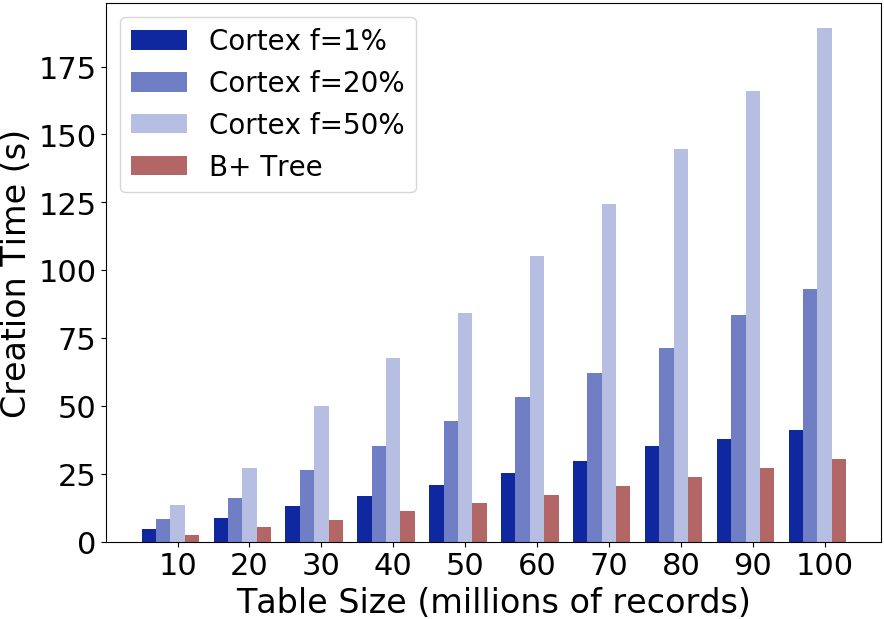 Cortex f=1%
Cortex f=20%
Cortex f=50%
B+ Tree
Creation Time (s)
175
150
125
100
75
50
25
0
10 20 30 40 50 60 70 80 90 100
Table Size (millions of records)